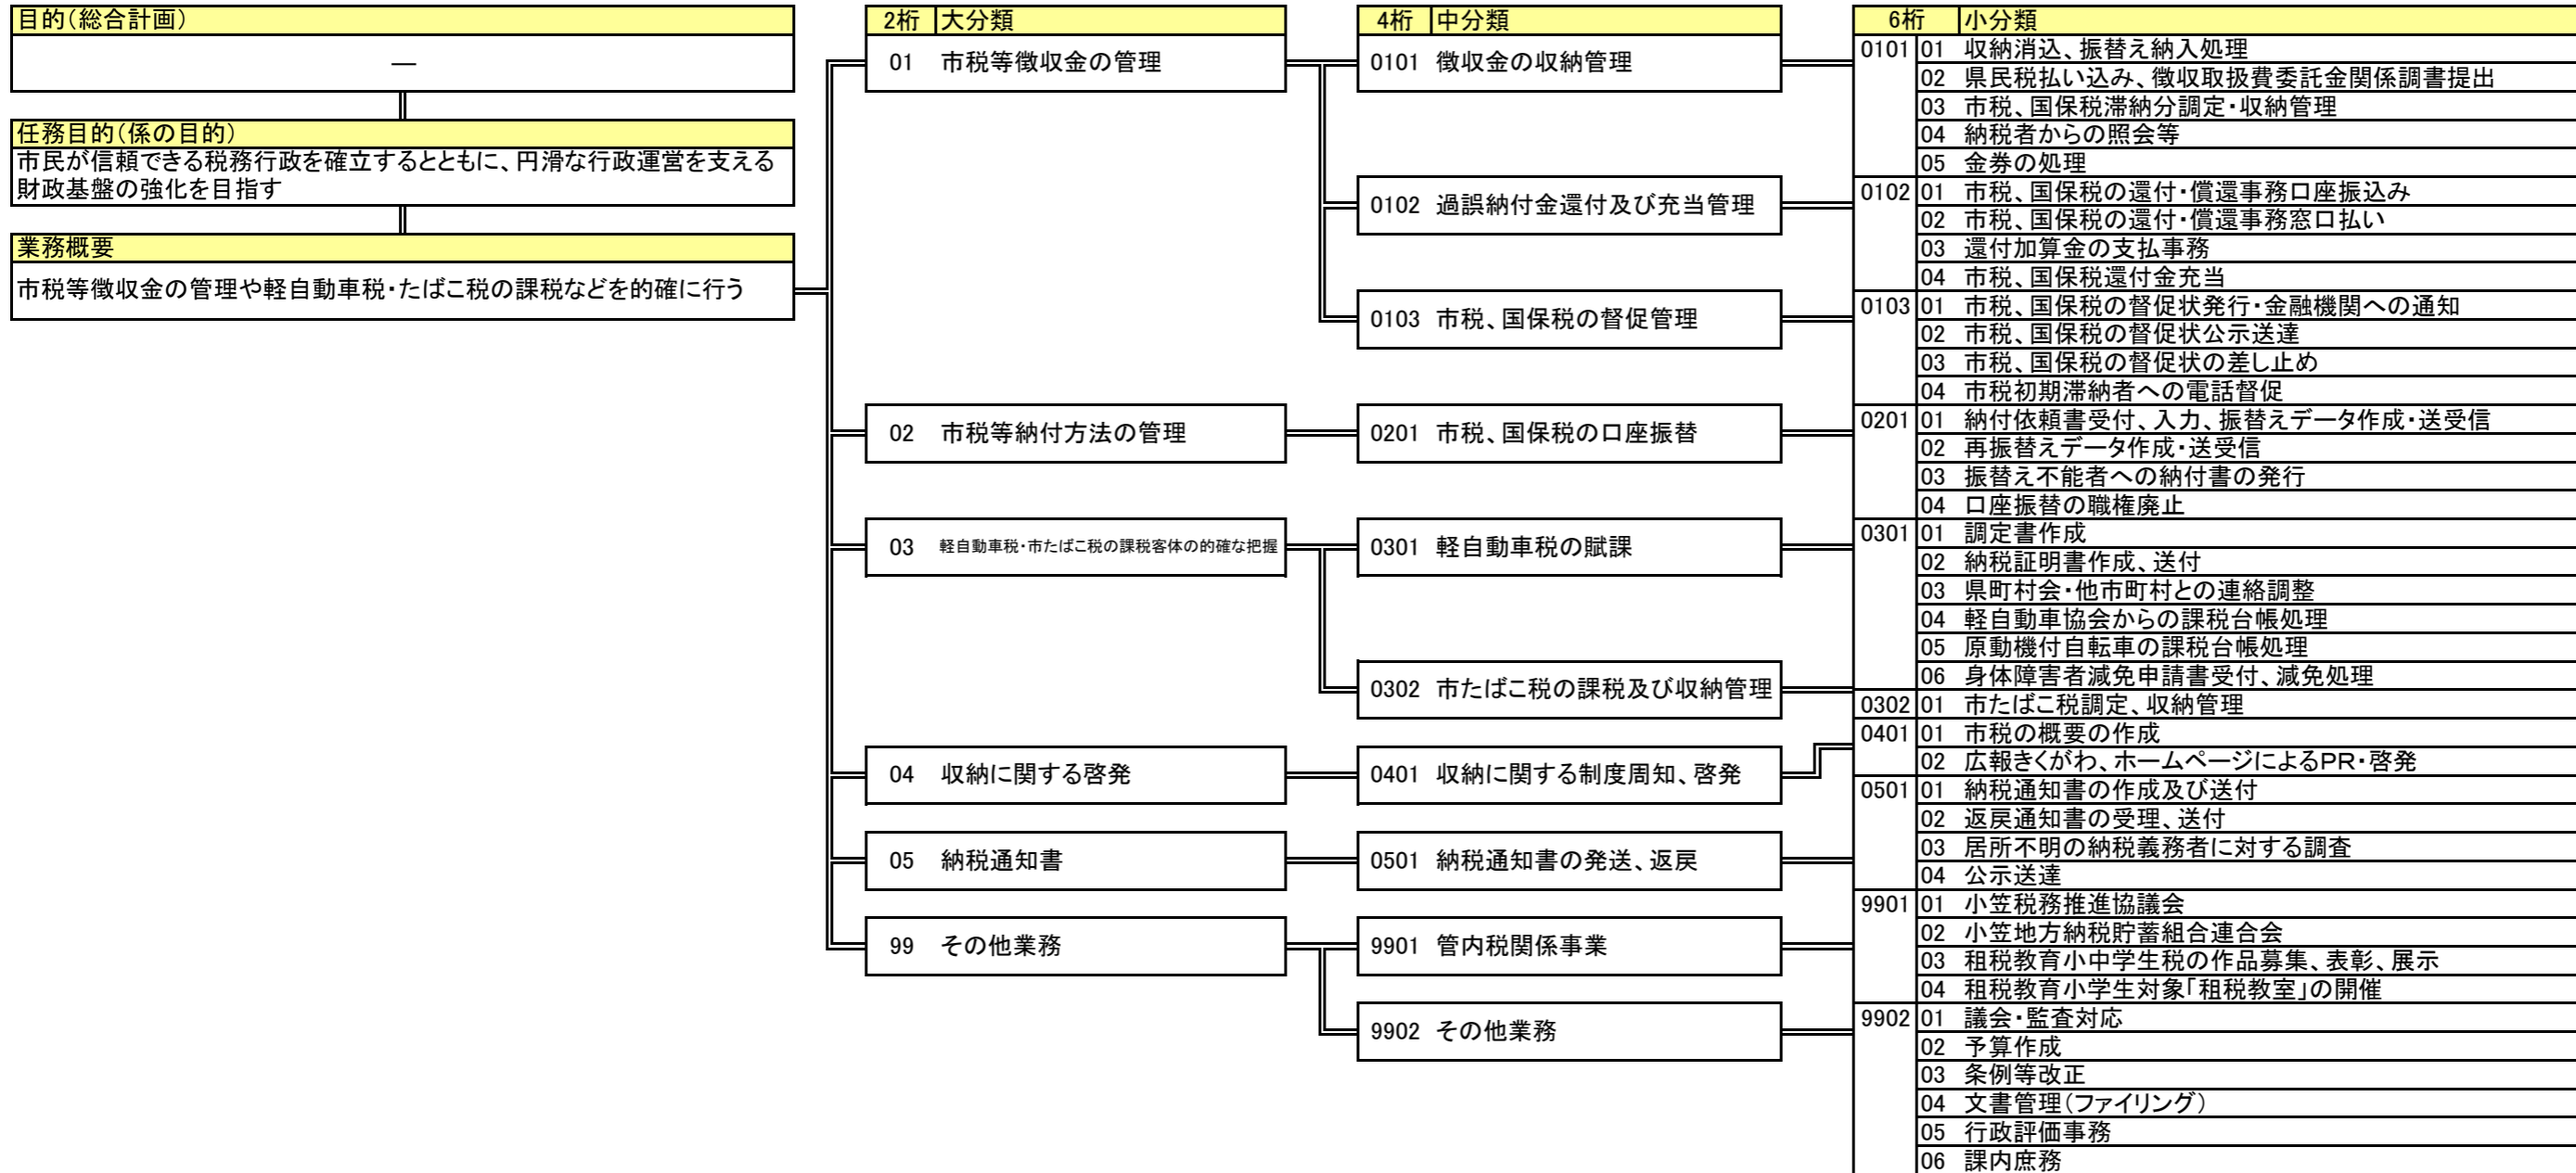 目的(総合計画)
―
任務目的(係の目的)
市民が信頼できる税務行政を確立するとともに、円滑な行政運営を支える
財政基盤の強化を目指す
業務概要
市税等徴収金の管理や軽自動車税・たばこ税の課税などを的確に行う
2桁 大分類
01 市税等徴収金の管理
02 市税等納付方法の管理
03 軽自動車税・市たばこ税の課税客体の的確な把握
04 収納に関する啓発
05 納税通知書
99 その他業務
4桁 中分類
0101 徴収金の収納管理
0102 過誤納付金還付及び充当管理
0103 市税、国保税の督促管理
0201 市税、国保税の口座振替
0301 軽自動車税の賦課
0302 市たばこ税の課税及び収納管理
0401 収納に関する制度周知、啓発
0501 納税通知書の発送、返戻
9901 管内税関係事業
9902 その他業務
6桁 小分類
0101 01 収納消込、振替え納入処理
02 県民税払い込み、徴収取扱費委託金関係調書提出
03 市税、国保税滞納分調定・収納管理
04 納税者からの照会等
05 金券の処理
0102 01 市税、国保税の還付・償還事務口座振込み
02 市税、国保税の還付・償還事務窓口払い
03 還付加算金の支払事務
04 市税、国保税還付金充当
0103 01 市税、国保税の督促状発行・金融機関への通知
02 市税、国保税の督促状公示送達
03 市税、国保税の督促状の差し止め
04 市税初期滞納者への電話督促
0201 01 納付依頼書受付、入力、振替えデータ作成・送受信
02 再振替えデータ作成・送受信
03 振替え不能者への納付書の発行
04 口座振替の職権廃止
0301 01 調定書作成
02 納税証明書作成、送付
03 県町村会・他市町村との連絡調整
04 軽自動車協会からの課税台帳処理
05 原動機付自転車の課税台帳処理
06 身体障害者減免申請書受付、減免処理
0302 01 市たばこ税調定、収納管理
0401 01 市税の概要の作成
02 広報きくがわ、ホームページによるPR・啓発
0501 01 納税通知書の作成及び送付
02 返戻通知書の受理、送付
03 居所不明の納税義務者に対する調査
04 公示送達
9901 01 小笠税務推進協議会
02 小笠地方納税貯蓄組合連合会
03 租税教育小中学生税の作品募集、表彰、展示
04 租税教育小学生対象「租税教室」の開催
9902 01 議会・監査対応
02 予算作成
03 条例等改正
04 文書管理(ファイリング)
05 行政評価事務
06 課内庶務